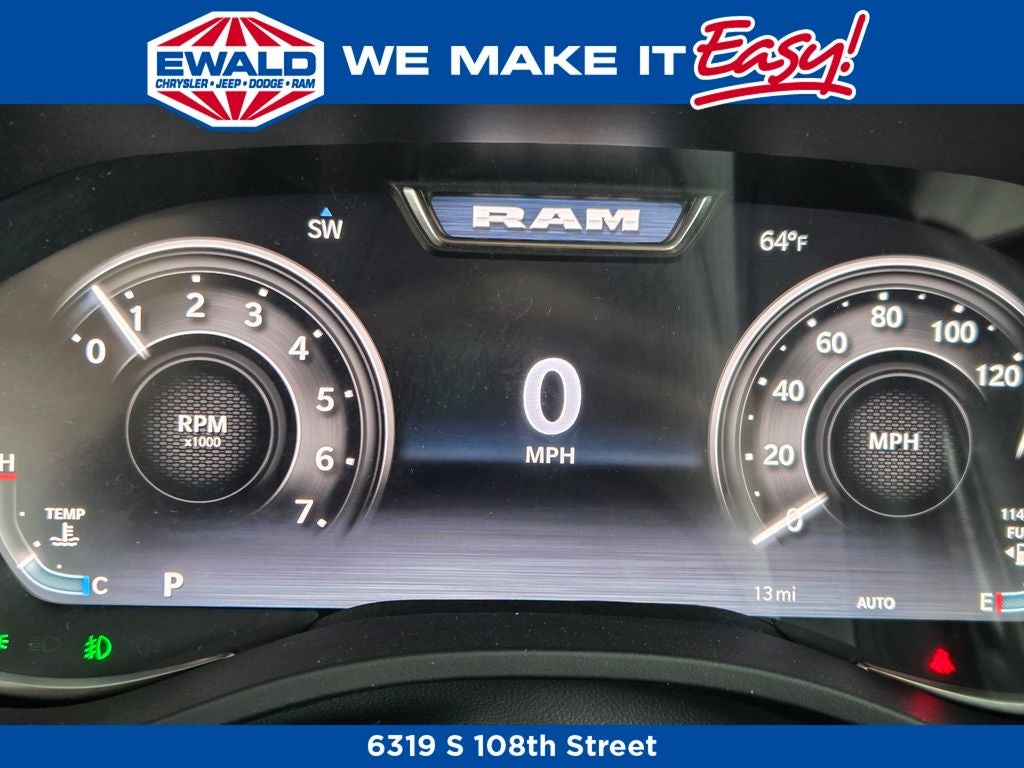 EWALD
CHRYSLER • JEEP • DODGE • RAM
WE MAKE IT Easy!
RAM
SW
64°F
0
1
2
3
4
5
6
7
RPM
x1000
0
MPH
0
20
40
60
80
100
120
MPH
H
TEMP
C
P
13 mi
AUTO
114
FU
E
6319 S 108th Street